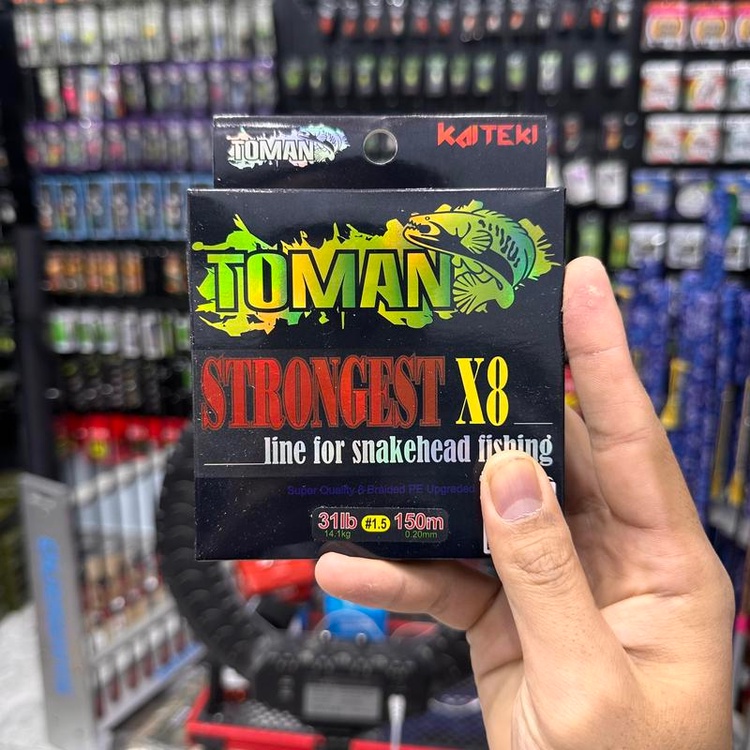 TOMAN
KAITEKI
TOMAN
STRONGEST X8
line for snakehead fishing
Super Quality 8 Braided PE Upgraded
31lb #1.5 150m
14.1kg 0.20mm